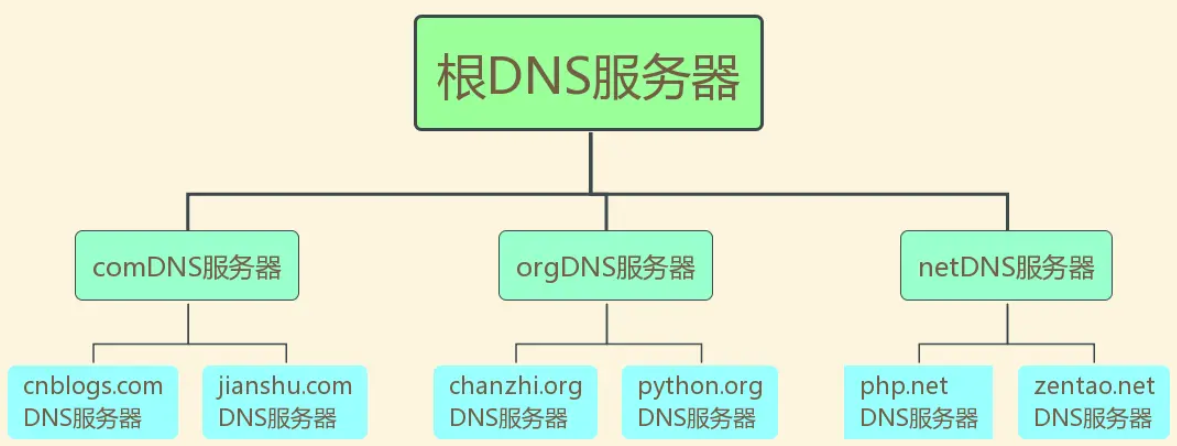 根DNS服务器
comDNS服务器
orgDNS服务器
netDNS服务器
cnblogs.com
DNS服务器
jianshu.com
DNS服务器
chanzhi.org
DNS服务器
python.org
DNS服务器
php.net
DNS服务器
zentao.net
DNS服务器